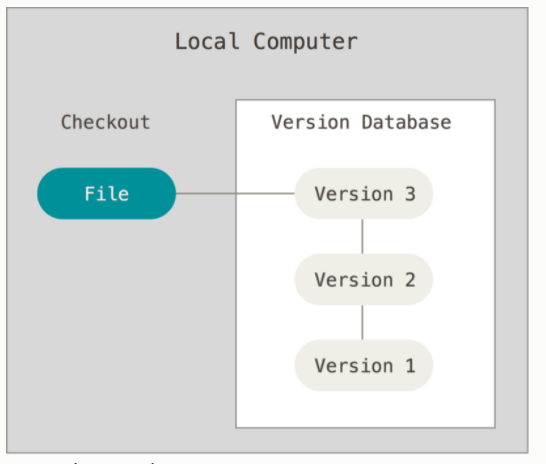 Local Computer
Checkout
Version Database
File
Version 3
Version 2
Version 1